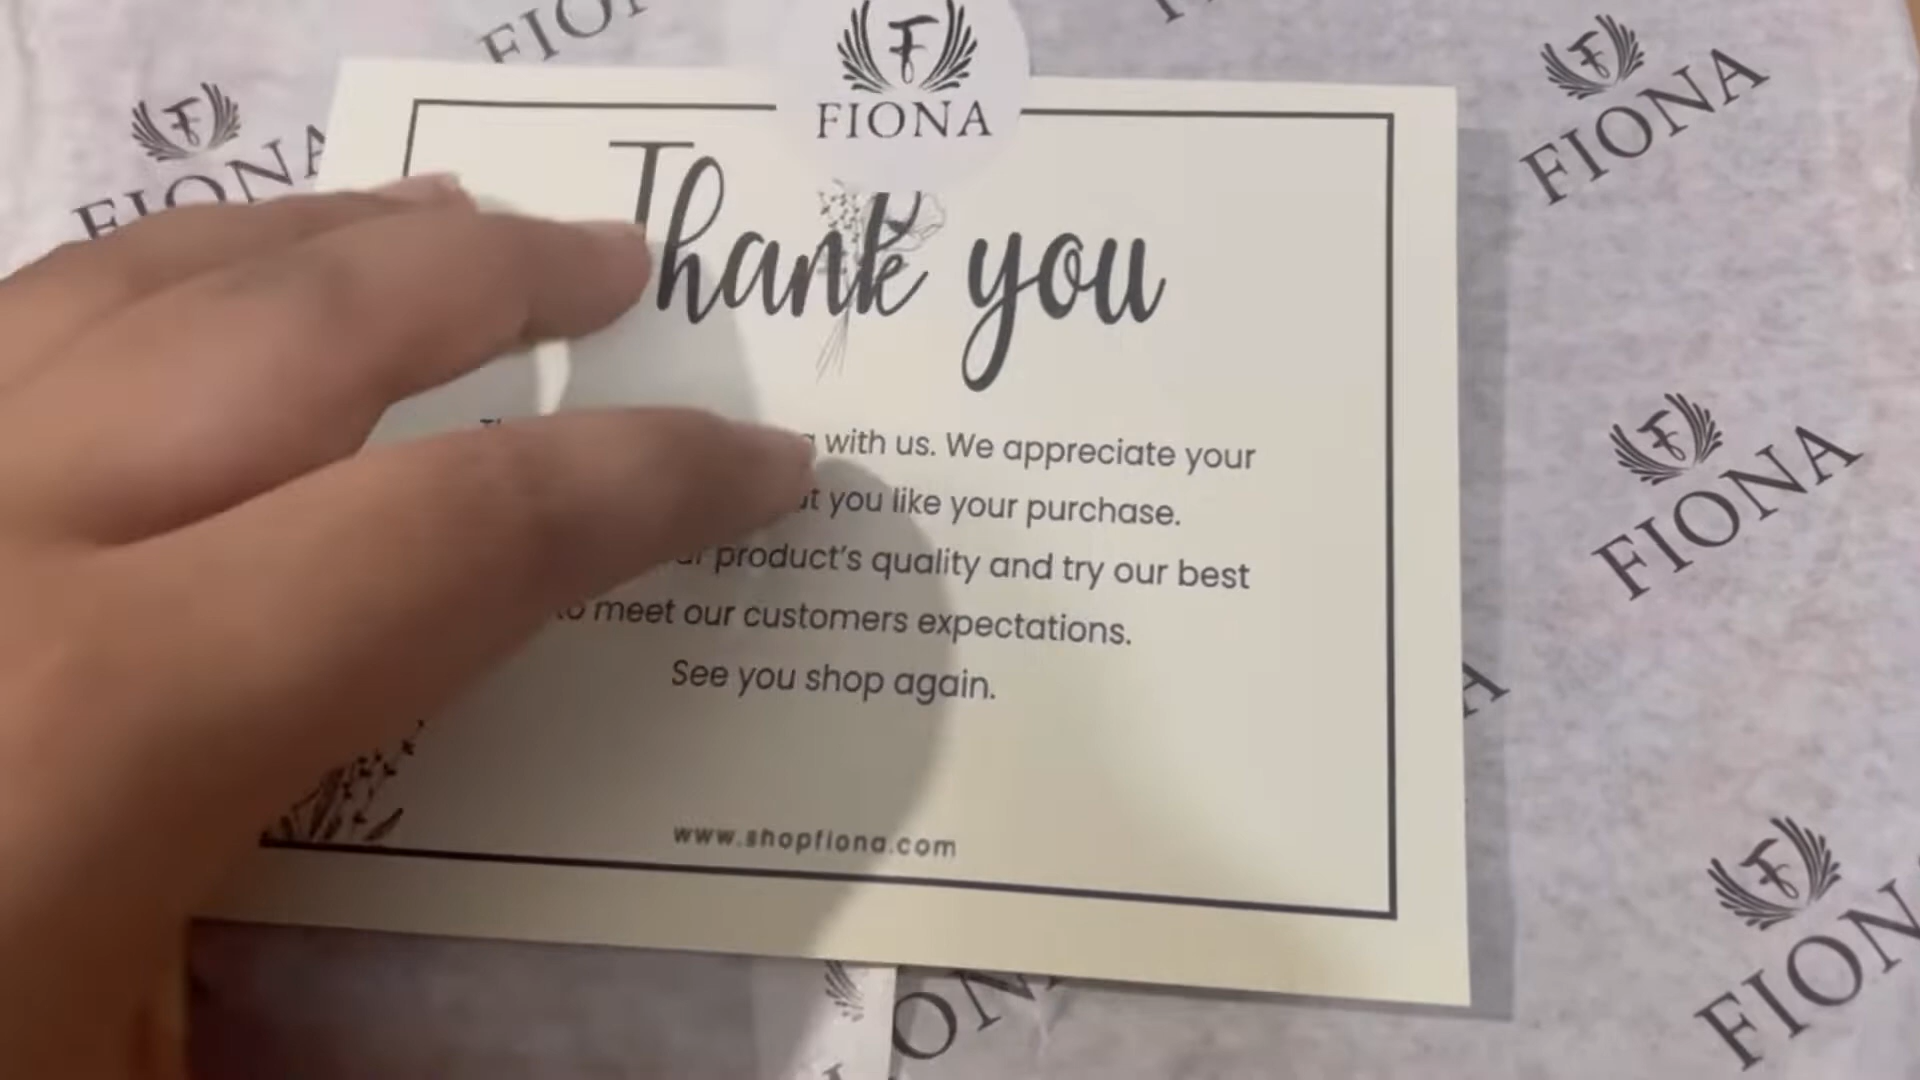 FIONA
FIONA
FIONA
Thank you
with us. We appreciate your
you like your purchase.
product's quality and try our best
to meet our customers expectations.
See you shop again.
www.shopfiona.com
FIONA
FIONA